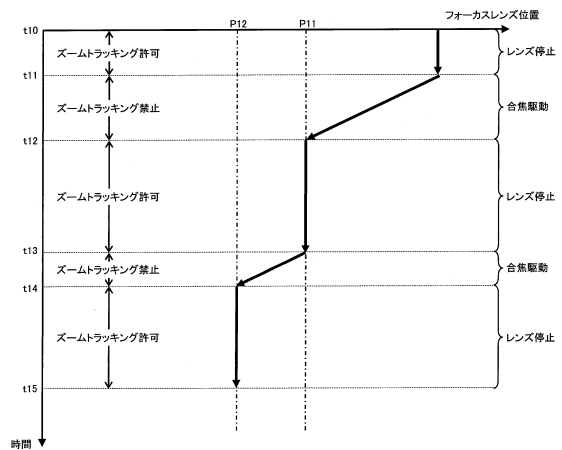 フォーカスレンズ位置
P12 P11
t10
ズームトラッキング許可
レンズ停止
t11
ズームトラッキング禁止
合焦駆動
t12
ズームトラッキング許可
レンズ停止
t13
ズームトラッキング禁止
合焦駆動
t14
ズームトラッキング許可
レンズ停止
t15
時間